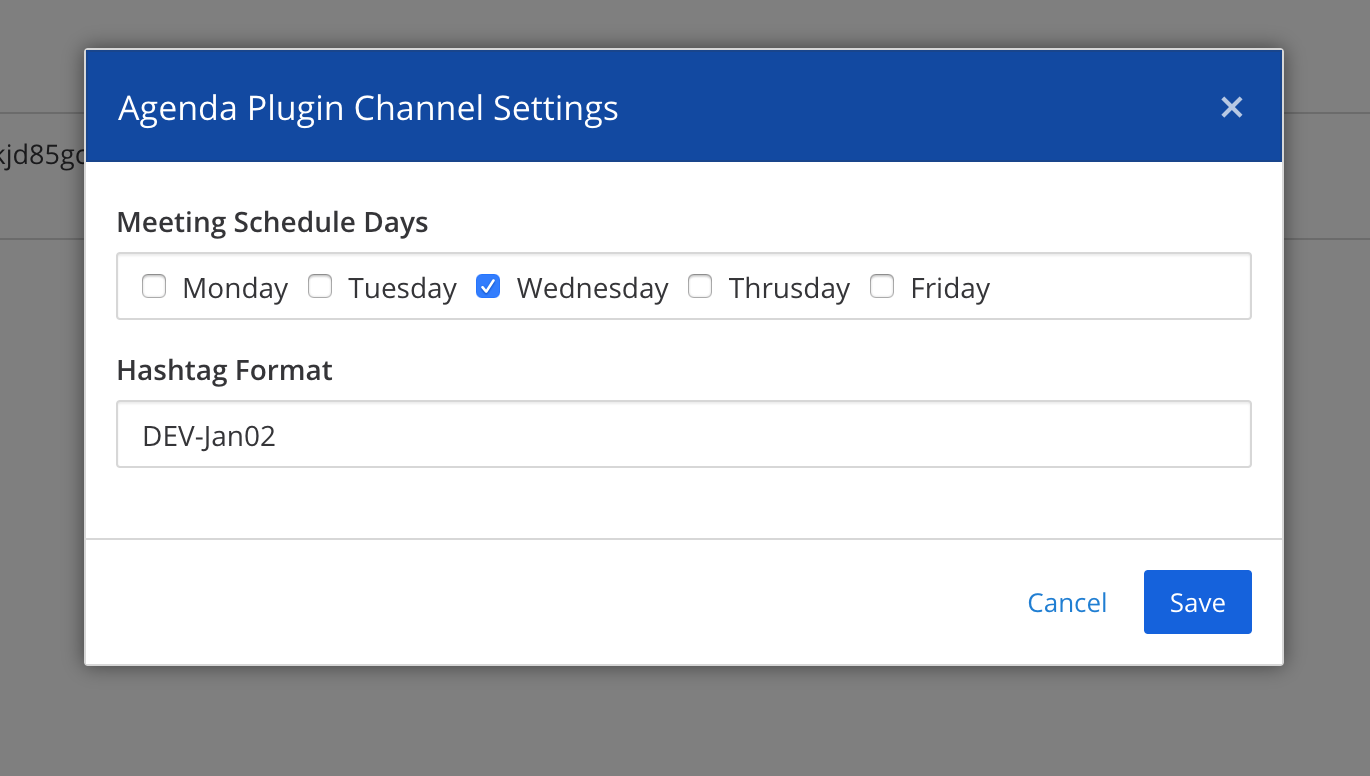 Agenda Plugin Channel Settings
kjd85gc
Meeting Schedule Days
Monday Tuesday Wednesday Thrusday Friday
Hashtag Format
DEV-Jan02
Cancel Save